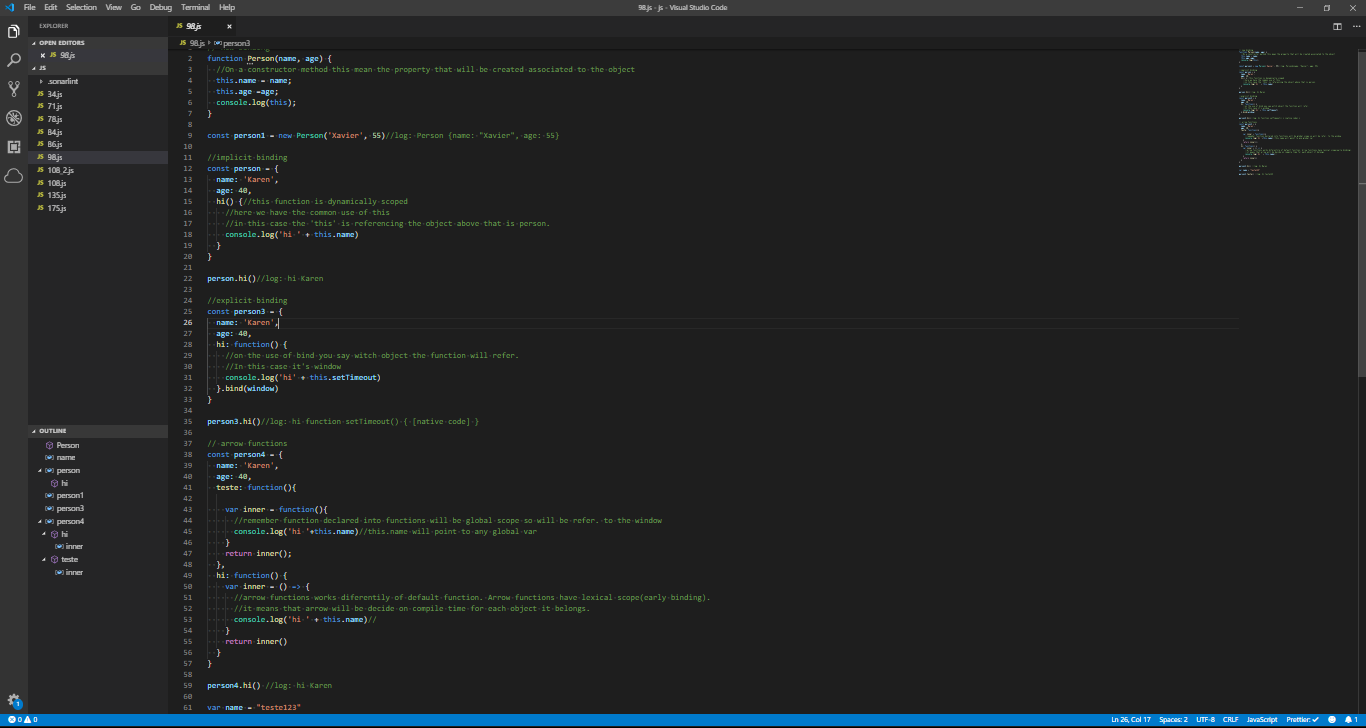 File Edit Selection View Go Debug Terminal Help
98.js - js - Visual Studio Code
EXPLORER
OPEN EDITORS
JS 98.js
JS
.sonarlint
JS 34.js
JS 71.js
JS 78.js
JS 84.js
JS 86.js
JS 98.js
JS 108_2.js
JS 108.js
JS 135.js
JS 175.js
OUTLINE
Person
name
person
hi
person1
person3
person4
hi
inner
teste
inner
JS 98.js
JS 98.js person3
2 function Person(name, age) {
3 //On a constructor method this mean the property that will be created associated to the object
4 this.name = name;
5 this.age =age;
6 console.log(this);
7 }
8
9 const person1 = new Person('Xavier', 55)//log: Person {name: "Xavier", age: 55}
10
11 //implicit binding
12 const person = {
13 name: 'Karen',
14 age: 40,
15 hi() {//this function is dynamically scoped
16 //here we have the common use of this
17 //in this case the 'this' is referencing the object above that is person.
18 console.log('hi ' + this.name)
19 }
20 }
21
22 person.hi()//log: hi Karen
23
24 //explicit binding
25 const person3 = {
26 name: 'Karen',
27 age: 40,
28 hi: function() {
29 //on the use of bind you say witch object the function will refer.
30 //In this case it's window
31 console.log('hi' + this.setTimeout)
32 }.bind(window)
33 }
34
35 person3.hi()//log: hi function setTimeout() { [native code] }
36
37 // arrow functions
38 const person4 = {
39 name: 'Karen',
40 age: 40,
41 teste: function(){
42
43 var inner = function(){
44 //remember function declared into functions will be global scope so will be refer. to the window
45 console.log('hi '+this.name)//this.name will point to any global var
46 }
47 return inner();
48 },
49 hi: function() {
50 var inner = () => {
51 //arrow functions works diferentily of default function. Arrow functions have lexical scope(early binding).
52 //it means that arrow will be decide on compile time for each object it belongs.
53 console.log('hi ' + this.name)//
54 }
55 return inner()
56 }
57 }
58
59 person4.hi() //log: hi Karen
60
61 var name = "teste123"
1
0 0
Ln 26, Col 17 Spaces: 2 UTF-8 CRLF JavaScript Prettier: ✓ 1